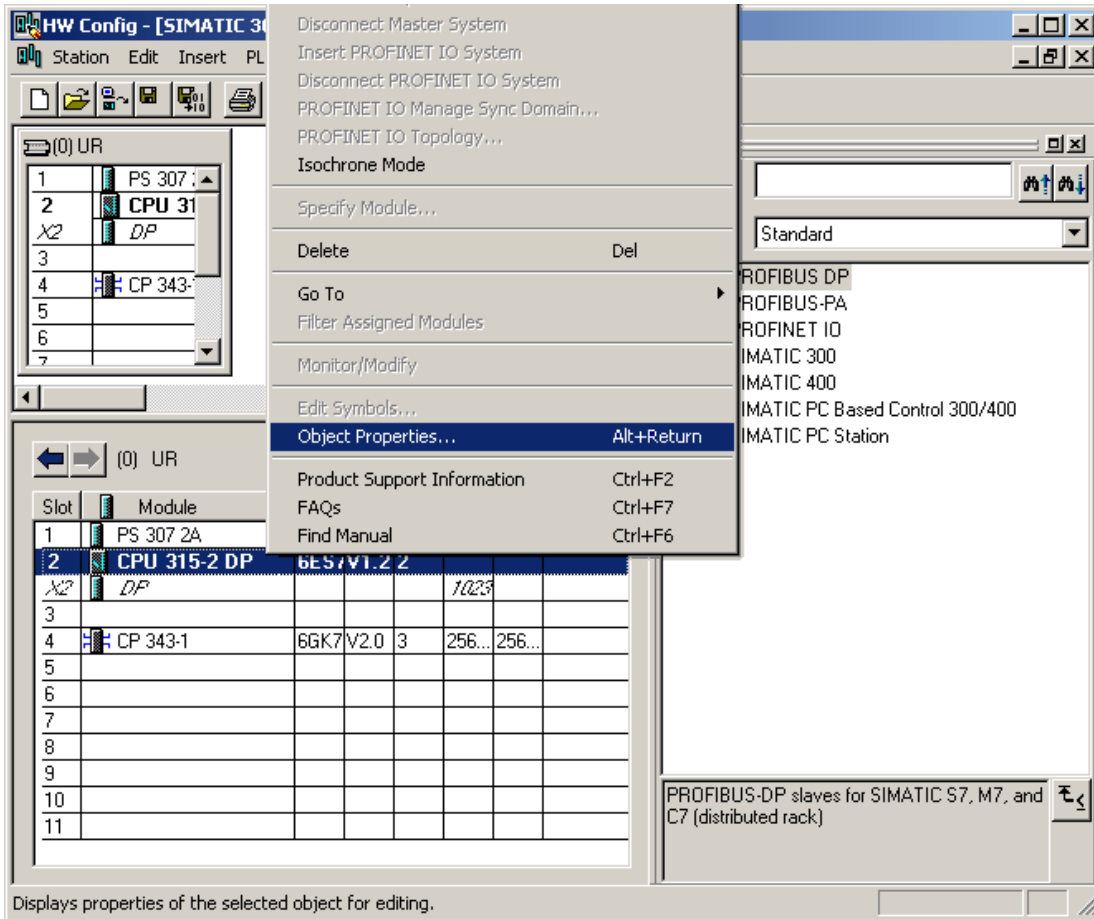 HW Config - [SIMATIC 3
Station Edit Insert PL
(0) UR
1 PS 307
2 CPU 31
X2 DP
3
4 CP 343-
5
6
7
Disconnect Master System
Insert PROFINET IO System
Disconnect PROFINET IO System
PROFINET IO Manage Sync Domain...
PROFINET IO Topology...
Isochrone Mode
Specify Module...
Delete Del
Go To
Filter Assigned Modules
Monitor/Modify
Edit Symbols...
Object Properties... Alt+Return
Product Support Information Ctrl+F2
FAQs Ctrl+F7
Find Manual Ctrl+F6
Standard
ROFIBUS DP
ROFIBUS-PA
ROFINET IO
IMATIC 300
IMATIC 400
IMATIC PC Based Control 300/400
IMATIC PC Station
(0) UR
Slot Module
1 PS 307 2A
2 CPU 315-2 DP 6ES7 V1.2 2
X2 DP 1023
3
4 CP 343-1 6GK7 V2.0 3 256... 256...
5
6
7
8
9
10
11
PROFIBUS-DP slaves for SIMATIC S7, M7, and
C7 (distributed rack)
Displays properties of the selected object for editing.